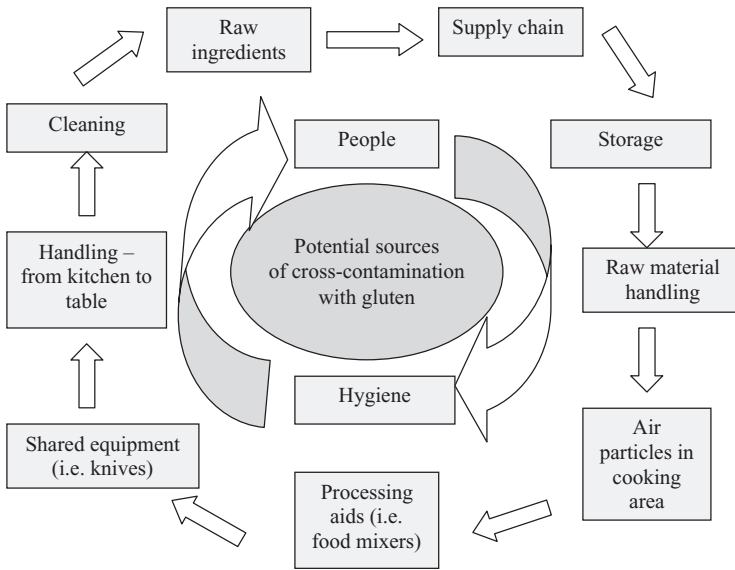 Raw
ingredients
Supply chain
Cleaning
People
Storage
Handling –
from kitchen to
table
Potential sources
of cross-contamination
with gluten
Raw material
handling
Hygiene
Shared equipment
(i.e. knives)
Processing
aids (i.e.
food mixers)
Air
particles in
cooking
area